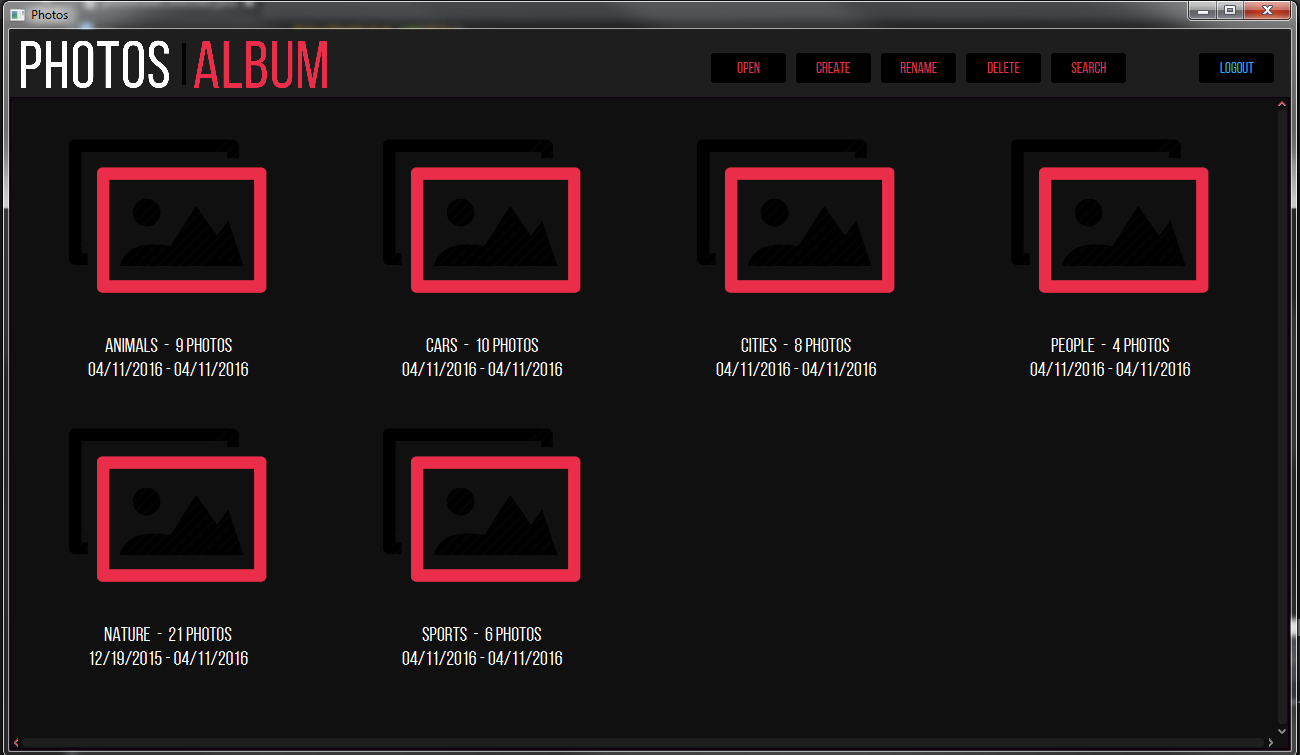 Photos
PHOTOS | ALBUM
OPEN CREATE RENAME DELETE SEARCH LOGOUT
ANIMALS - 9 PHOTOS
04/11/2016 - 04/11/2016
CARS - 10 PHOTOS
04/11/2016 - 04/11/2016
CITIES - 8 PHOTOS
04/11/2016 - 04/11/2016
PEOPLE - 4 PHOTOS
04/11/2016 - 04/11/2016
NATURE - 21 PHOTOS
12/19/2015 - 04/11/2016
SPORTS - 6 PHOTOS
04/11/2016 - 04/11/2016